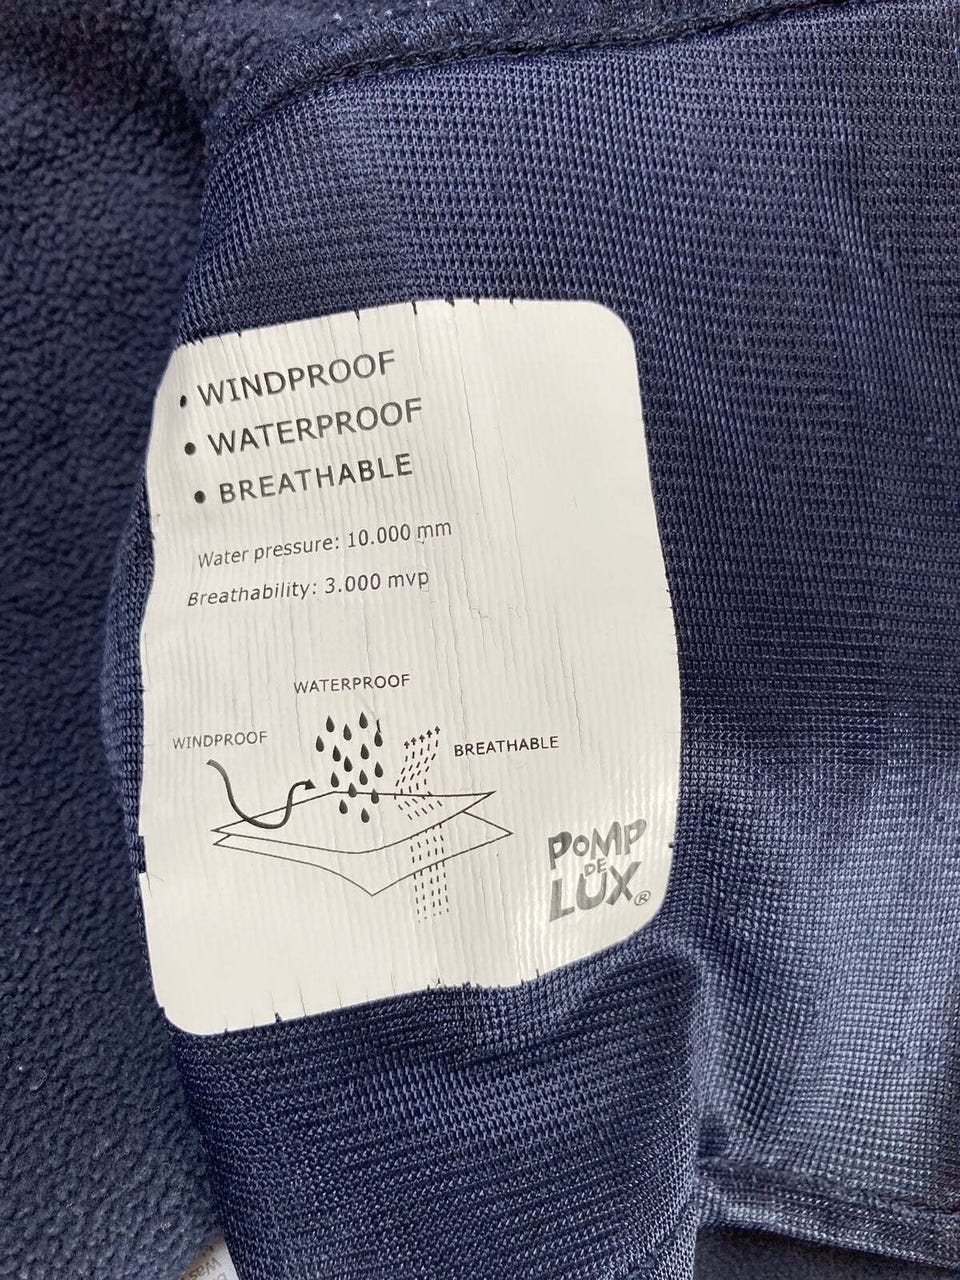 • WINDPROOF
• WATERPROOF
• BREATHABLE
Water pressure: 10.000 mm
Breathability: 3.000 mvp
WATERPROOF
WINDPROOF
BREATHABLE
POMP
DE
LUX®